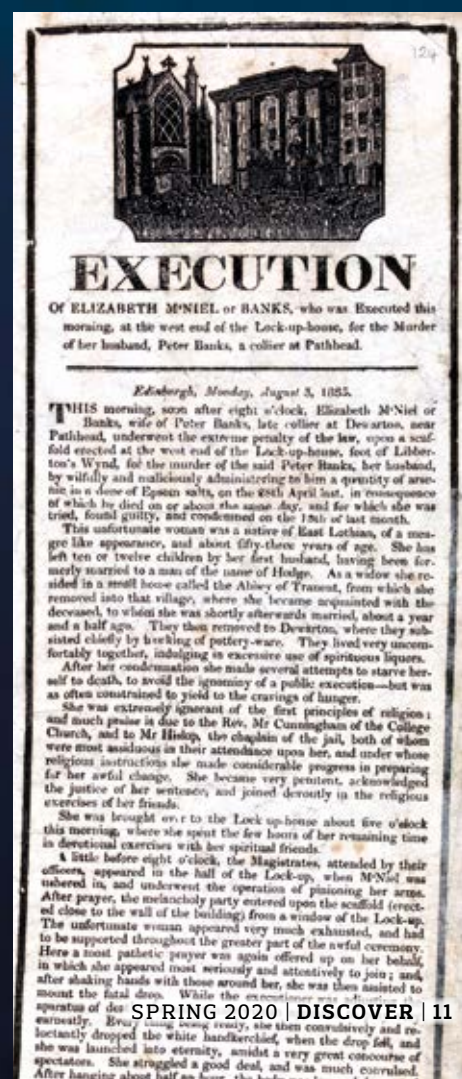 124
EXECUTION
Of ELIZABETH M'NIEL or BANKS, who was Executed this
morning, at the west end of the Lock-up-house, for the Murder
of her husband, Peter Banks, a collier at Pathhead.
Edinburgh, Monday, August 3, 1835.
THIS morning, soon after eight o'clock, Elizabeth M'Niel or
Banks, wife of Peter Banks, late collier at Dewarton, near
Pathhead, underwent the extreme penalty of the law, upon a scaf-
fold erected at the west end of the Lock-up-house, foot of Libber-
ton's Wynd, for the murder of the said Peter Banks, her husband,
by wilfully and maliciously administering to him a quantity of arse-
nic in a dose of Epsom salts, on the 28th April last, in consequence
of which he died on or about the same day, and for which she was
tried, found guilty, and condemned on the of last month.
This unfortunate woman was a native of East Lothian, of a mea-
gre like appearance, and about fifty-three years of age. She has
left ten or twelve children by her first husband, having been for-
merly married to a man of the name of Hodge. As a widow she re-
sided in a small house called the Abbey of Tranent, from which she
removed into that village, where she became acquainted with the
deceased, to whom she was shortly afterwards married, about a year
and a half ago. They then removed to Dewarton, where they sub-
sisted chiefly by hawking of pottery-ware. They lived very uncom-
fortably together, indulging in excessive use of spirituous liquors.
After her condemnation she made several attempts to starve her-
self to death, to avoid the ignominy of a public execution—but was
as often constrained to yield to the cravings of hunger.
She was extremely ignorant of the first principles of religion;
and much praise is due to the Rev. Mr Cunningham of the College
Church, and to Mr Hislop, the chaplain of the jail, both of whom
were most assiduous in their attendance upon her, and under whose
religious instructions she made considerable progress in preparing
for her awful change. She became very penitent, acknowledged
the justice of her sentence, and joined devoutly in the religious
exercises of her friends.
She was brought over to the Lock up-house about five o'clock
this morning, where she spent the few hours of her remaining time
in devotional exercises with her spiritual friends.
A little before eight o'clock, the Magistrates, attended by their
officers, appeared in the hall of the Lock-up, when M'Niel was
ushered in, and underwent the operation of pinioning her arms.
After prayer, the melancholy party entered upon the scaffold (erect-
ed close to the wall of the building) from a window of the Lock-up.
The unfortunate woman appeared very much exhausted, and had
to be supported throughout the greater part of the awful ceremony.
Here a most pathetic prayer was again offered up on her behalf,
in which she appeared most seriously and attentively to join; and,
after shaking hands with those around her, she was then assisted to
mount the fatal drop. While the executioner was adjusting the
apparatus of
SPRING 2020 | DISCOVER | 11
earnestly. Every thing being ready, she then convulsively and re-
luctantly dropped the white handkerchief, when the drop fell, and
she was launched into eternity, amidst a very great concourse of
spectators. She struggled a good deal, and was much convulsed.
After hanging about half an hour, the body